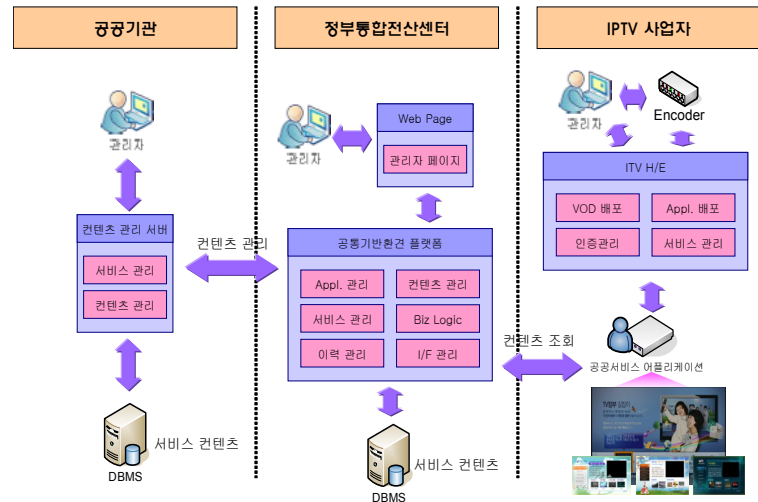 공공기관
정부통합전산센터
IPTV 사업자
관리자
컨텐츠 관리 서버
서비스 관리
컨텐츠 관리
서비스 컨텐츠
DBMS
컨텐츠 관리
관리자
Web Page
관리자 페이지
공통기반환견 플랫폼
Appl. 관리
컨텐츠 관리
서비스 관리
Biz Logic
이력 관리
I/F 관리
서비스 컨텐츠
DBMS
컨텐츠 조회
관리자
Encoder
ITV H/E
VOD 배포
Appl. 배포
인증관리
서비스 관리
공공서비스 어플리케이션